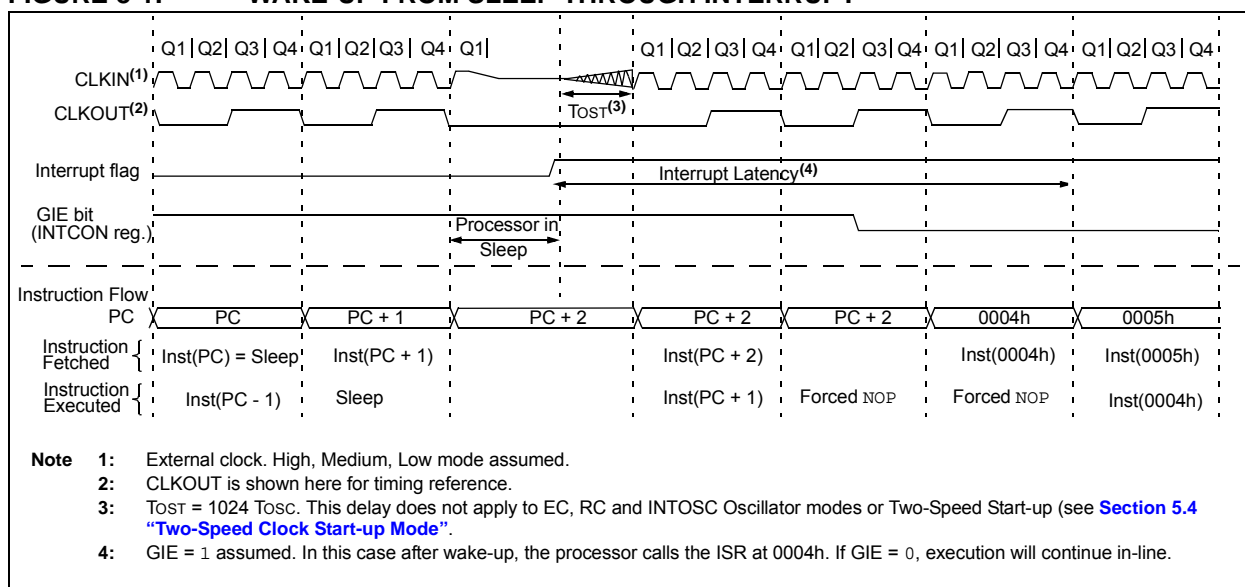 FIGURE 8-1: WAKE-UP FROM SLEEP THROUGH INTERRUPT
Q1 Q2 Q3 Q4 Q1 Q2 Q3 Q4 Q1 Q1 Q2 Q3 Q4 Q1 Q2 Q3 Q4 Q1 Q2 Q3 Q4 Q1 Q2 Q3 Q4
CLKIN(1)
CLKOUT(2)
TOST(3)
Interrupt flag
Interrupt Latency(4)
GIE bit
(INTCON reg.)
Processor in
Sleep
Instruction Flow
PC PC PC + 1 PC + 2 PC + 2 PC + 2 0004h 0005h
Instruction
Fetched
Inst(PC) = Sleep Inst(PC + 1) Inst(PC + 2) Inst(0004h) Inst(0005h)
Instruction
Executed
Inst(PC - 1) Sleep Inst(PC + 1) Forced NOP Forced NOP Inst(0004h)
Note 1: External clock. High, Medium, Low mode assumed.
2: CLKOUT is shown here for timing reference.
3: TOST = 1024 TOSC. This delay does not apply to EC, RC and INTOSC Oscillator modes or Two-Speed Start-up (see Section 5.4
“Two-Speed Clock Start-up Mode”.
4: GIE = 1 assumed. In this case after wake-up, the processor calls the ISR at 0004h. If GIE = 0, execution will continue in-line.